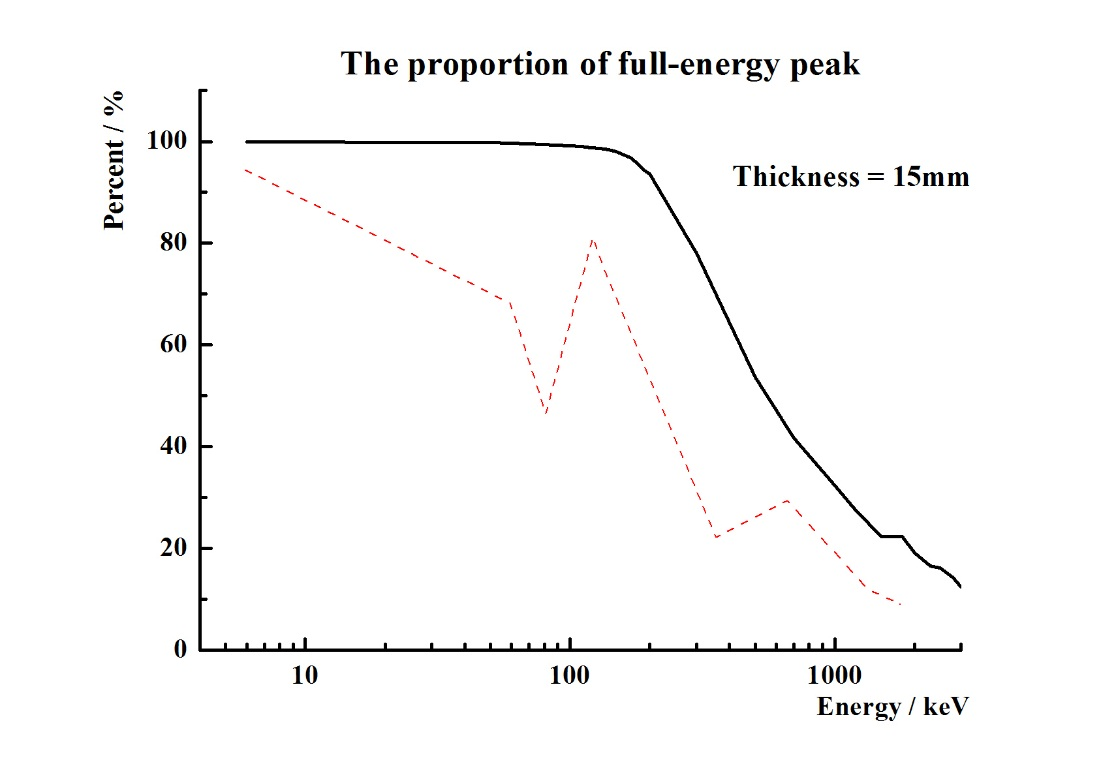 The proportion of full-energy peak
Percent / %
Thickness = 15mm
100
80
60
40
20
0
10
100
1000
Energy / keV